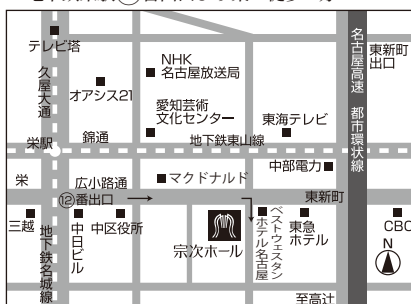 テレビ塔
NHK
名古屋放送局
名古屋高速 都市環状線
東新町
出口
久屋大通
オアシス21
愛知芸術
文化センター
東海テレビ
錦通
地下鉄東山線
栄駅
中部電力
栄
広小路通
マクドナルド
⑫番出口
東新町
三越
地下鉄名城線
中日ビル
中区役所
宗次ホール
ベストウェスタン
ホテル名古屋
東急
ホテル
CBC
N
至高辻